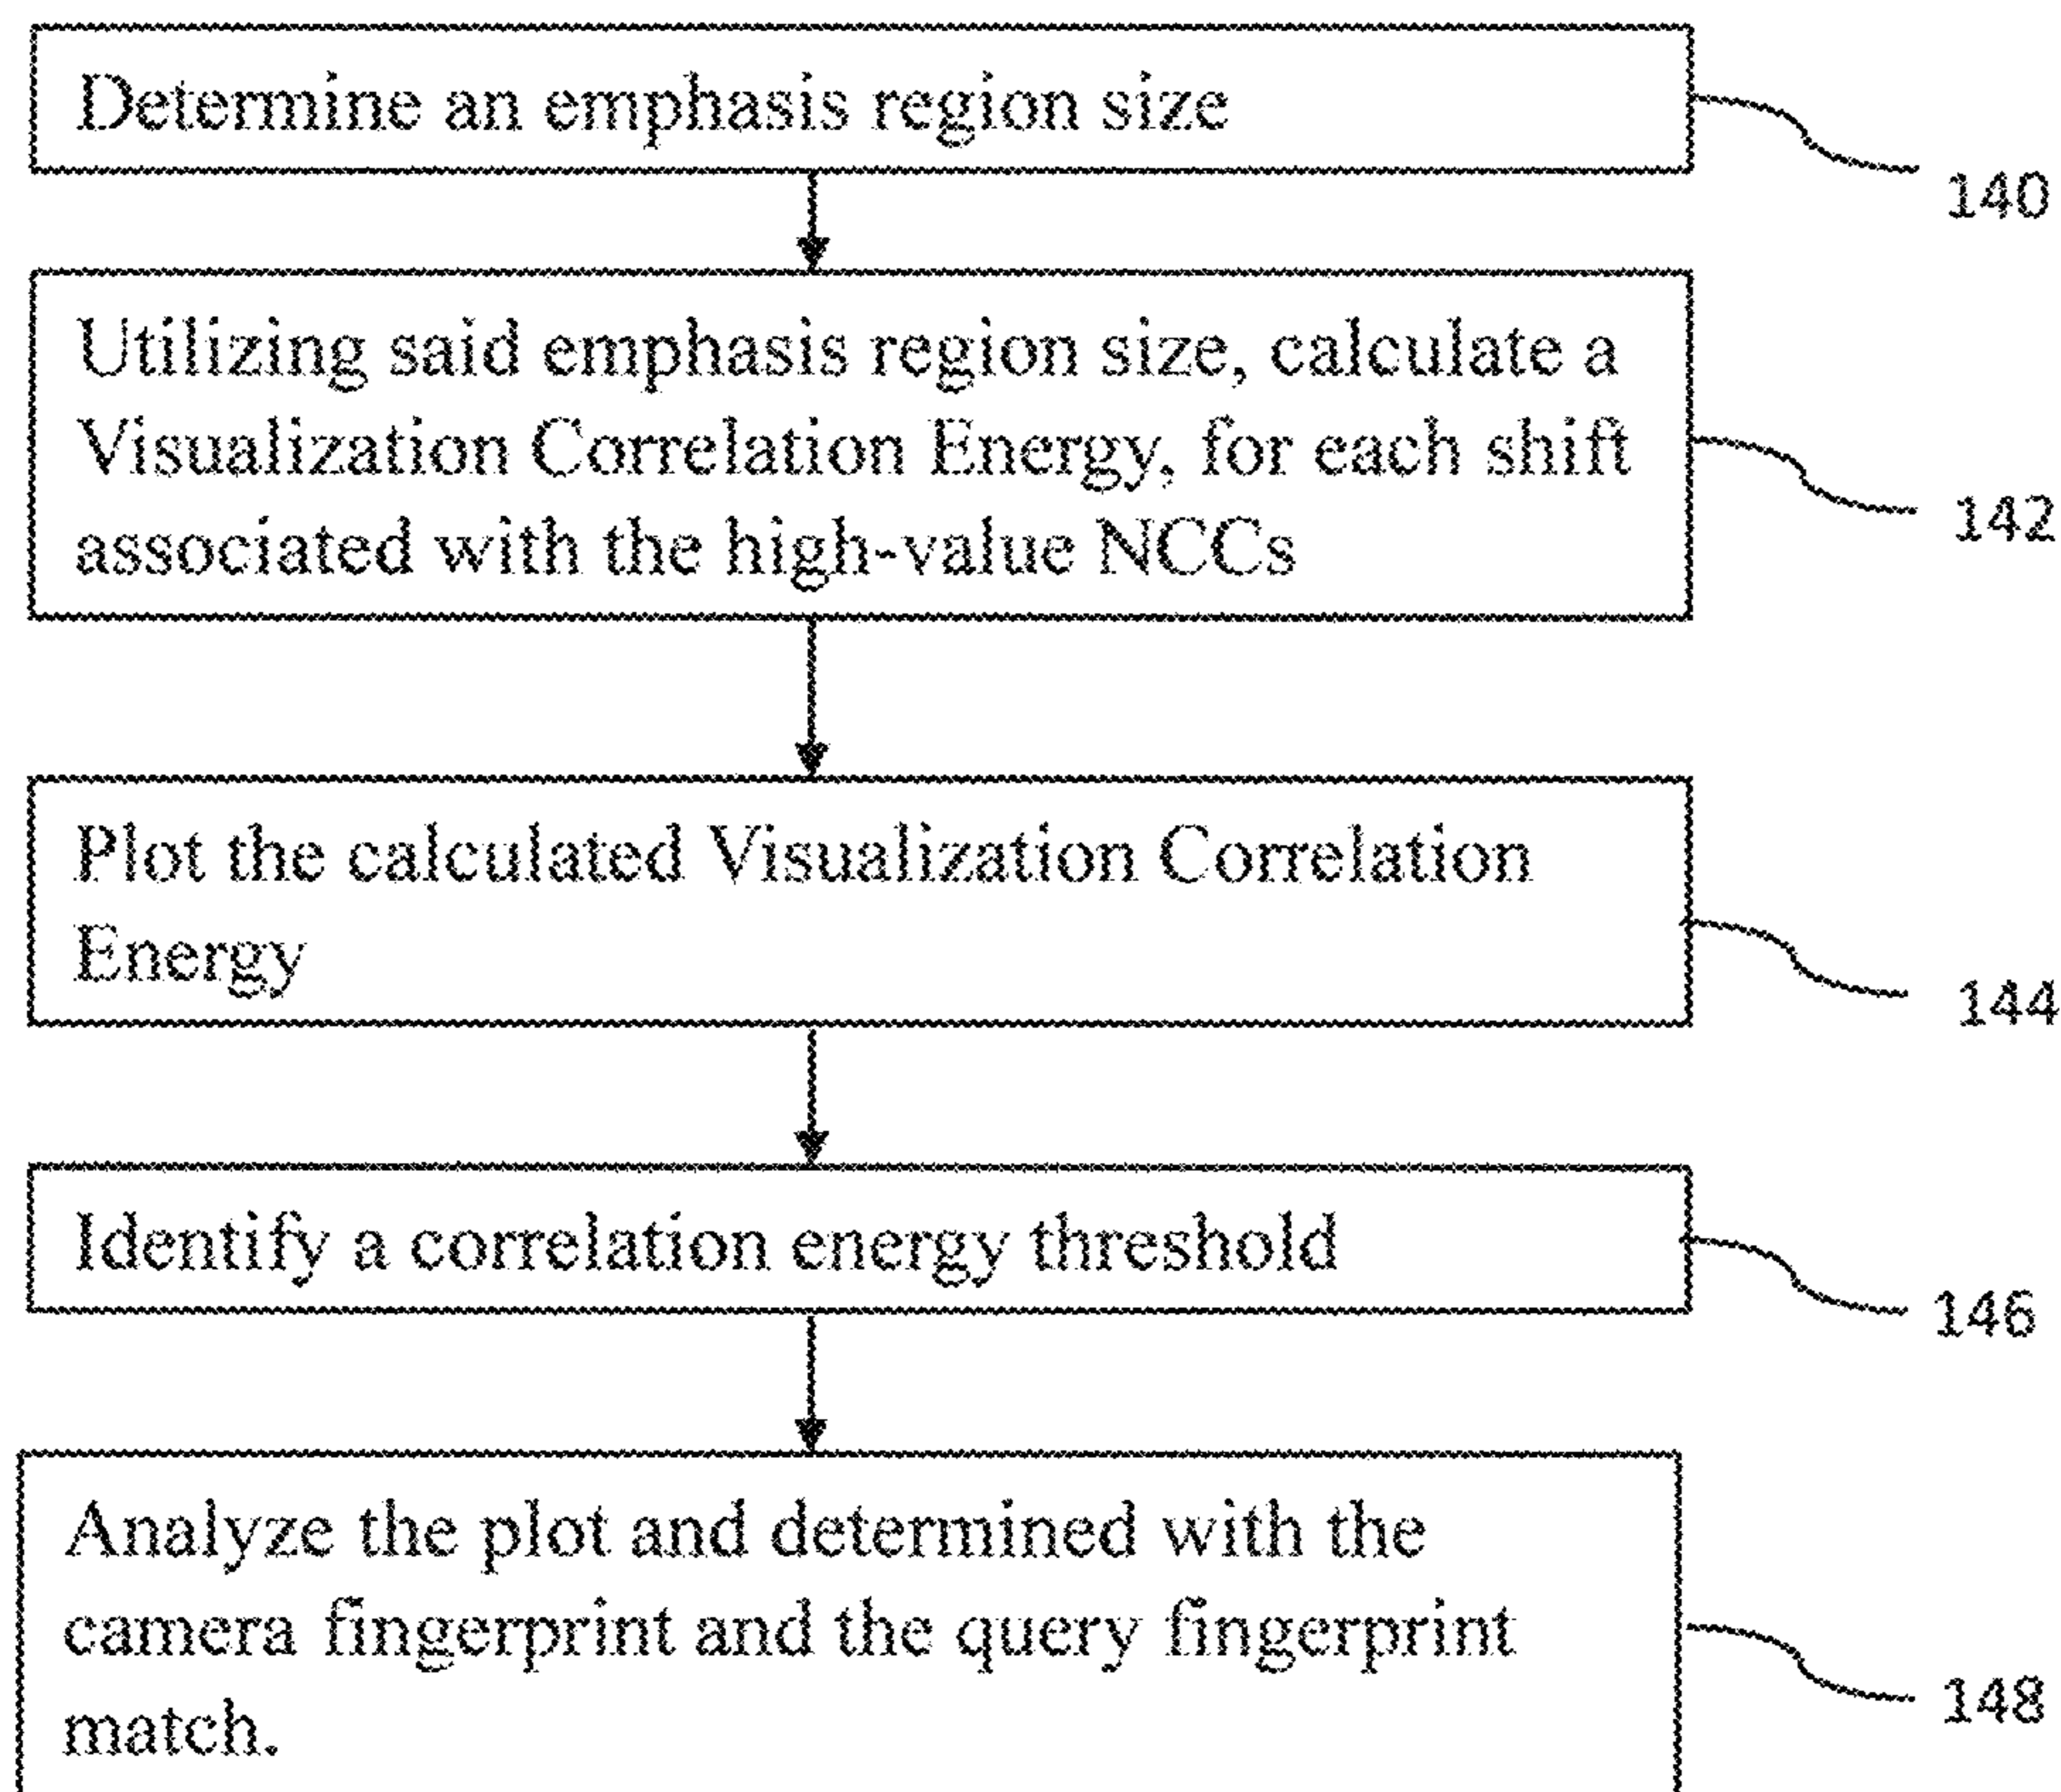 Determine an emphasis region size
140
Utilizing said emphasis region size, calculate a
Visualization Correlation Energy, for each shift
associated with the high-value NCCs
142
Plot the calculated Visualization Correlation
Energy
144
Identify a correlation energy threshold
146
Analyze the plot and determined with the
camera fingerprint and the query fingerprint
match.
148